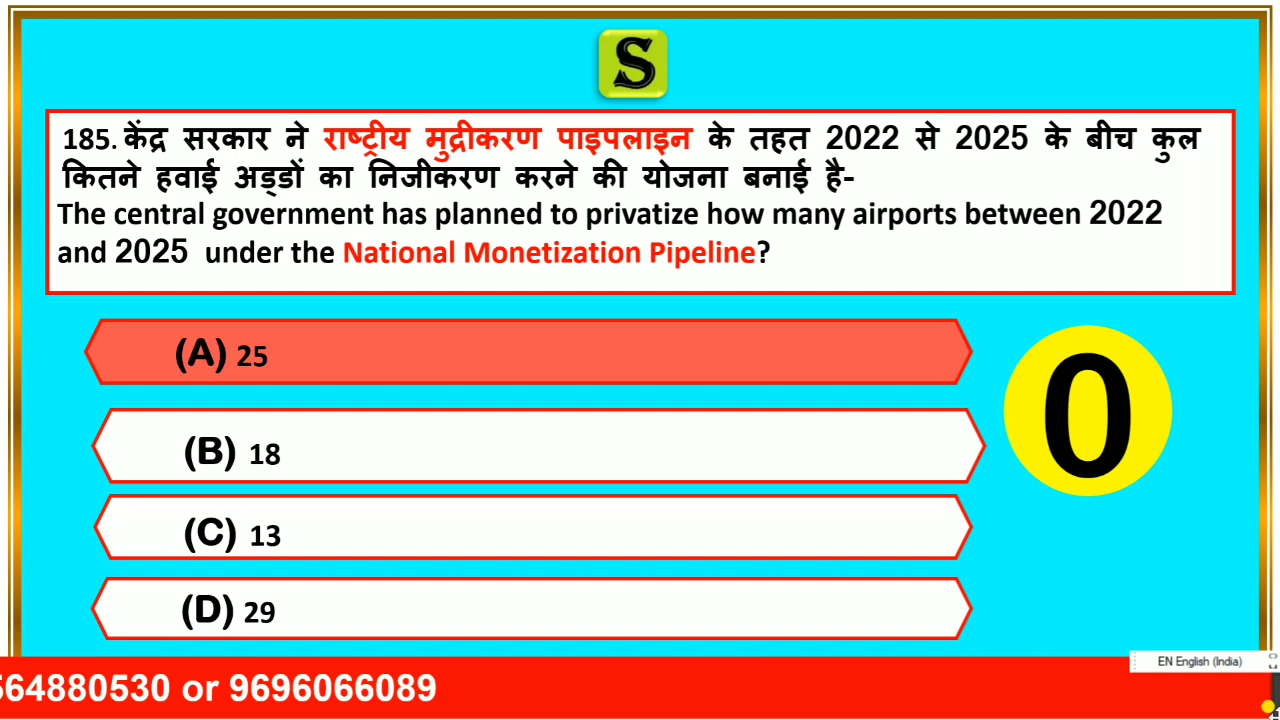 S
185. केंद्र सरकार ने राष्ट्रीय मुद्रीकरण पाइपलाइन के तहत 2022 से 2025 के बीच कुल
कितने हवाई अड्डों का निजीकरण करने की योजना बनाई है-
The central government has planned to privatize how many airports between 2022
and 2025 under the National Monetization Pipeline?
(A) 25
0
(B) 18
(C) 13
(D) 29
EN English (India)
564880530 or 9696066089